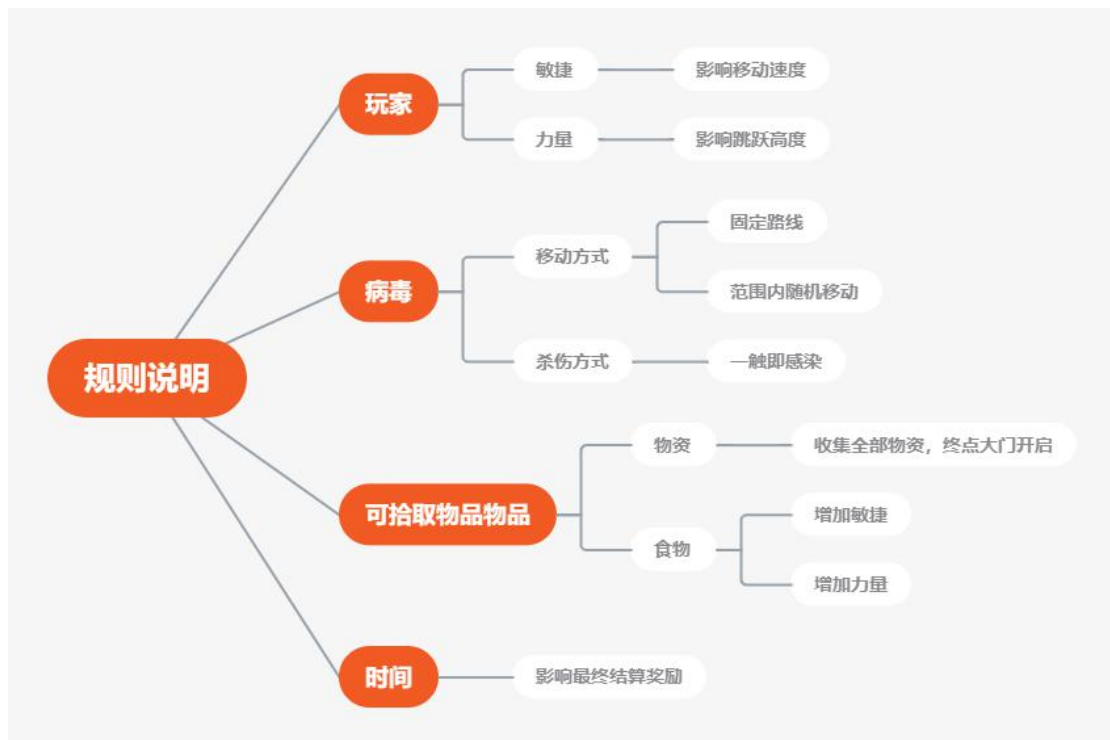 规则说明
玩家
敏捷
影响移动速度
力量
影响跳跃高度
病毒
移动方式
固定路线
范围内随机移动
杀伤方式
一触即感染
可拾取物品物品
物资
收集全部物资，终点大门开启
食物
增加敏捷
增加力量
时间
影响最终结算奖励